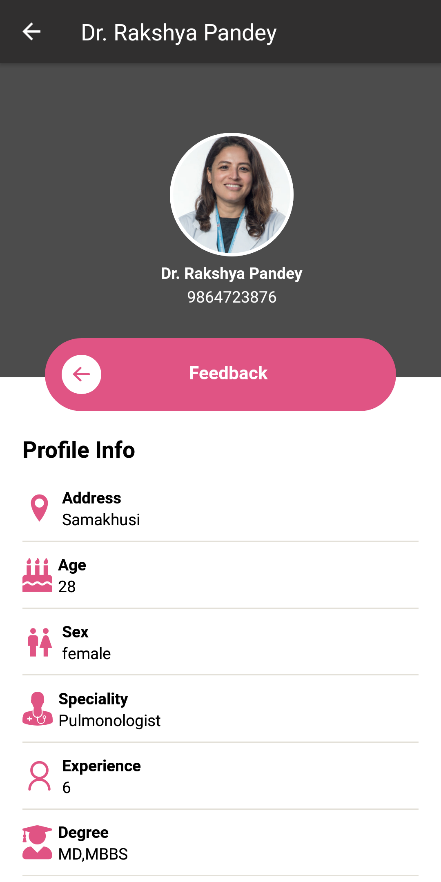 Dr. Rakshya Pandey
Dr. Rakshya Pandey
9864723876
Feedback
Profile Info
Address
Samakhusi
Age
28
Sex
female
Speciality
Pulmonologist
Experience
6
Degree
MD,MBBS